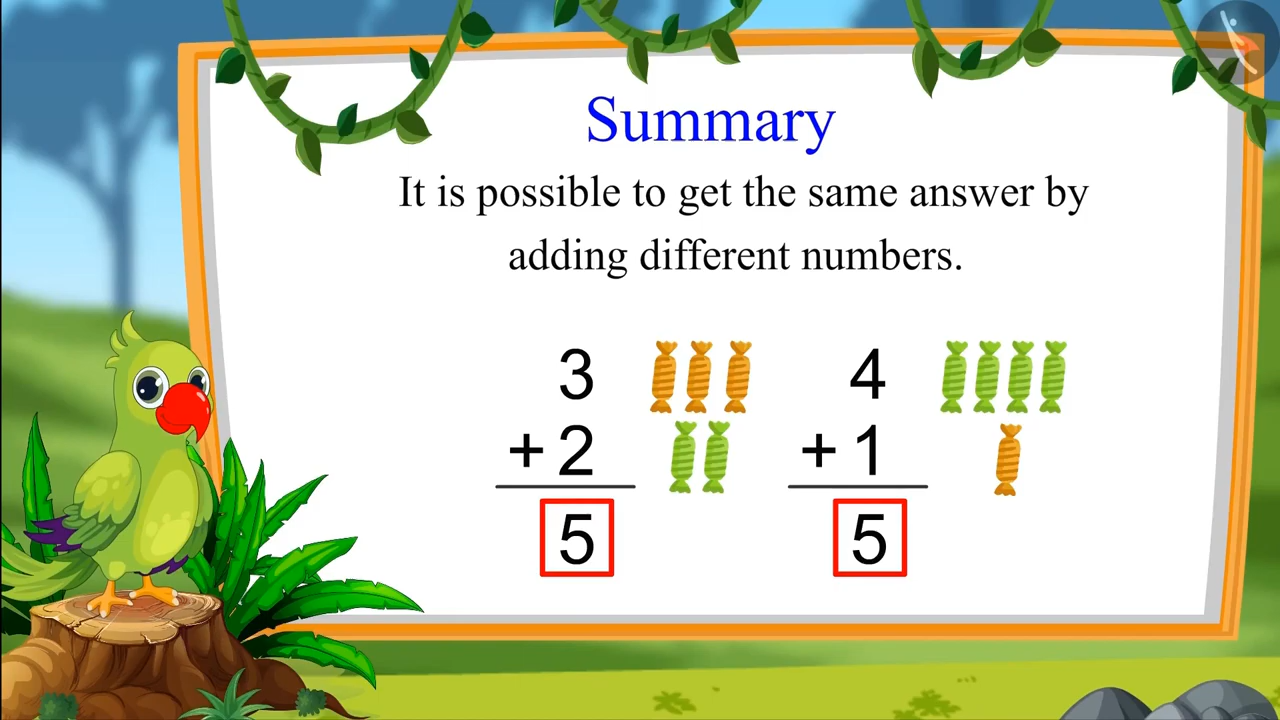 Summary
It is possible to get the same answer by
adding different numbers.
3 4
+2 +1
5 5